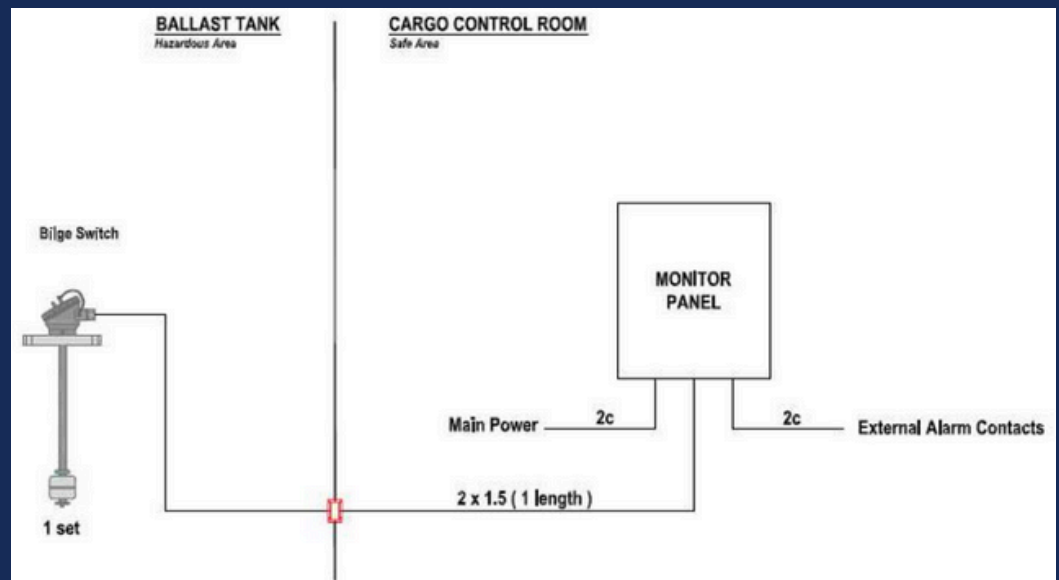 BALLAST TANK
Hazardous Area
CARGO CONTROL ROOM
Safe Area
Bilge Switch
MONITOR
PANEL
Main Power
2c
2c
External Alarm Contacts
2 x 1.5 ( 1 length )
1 set